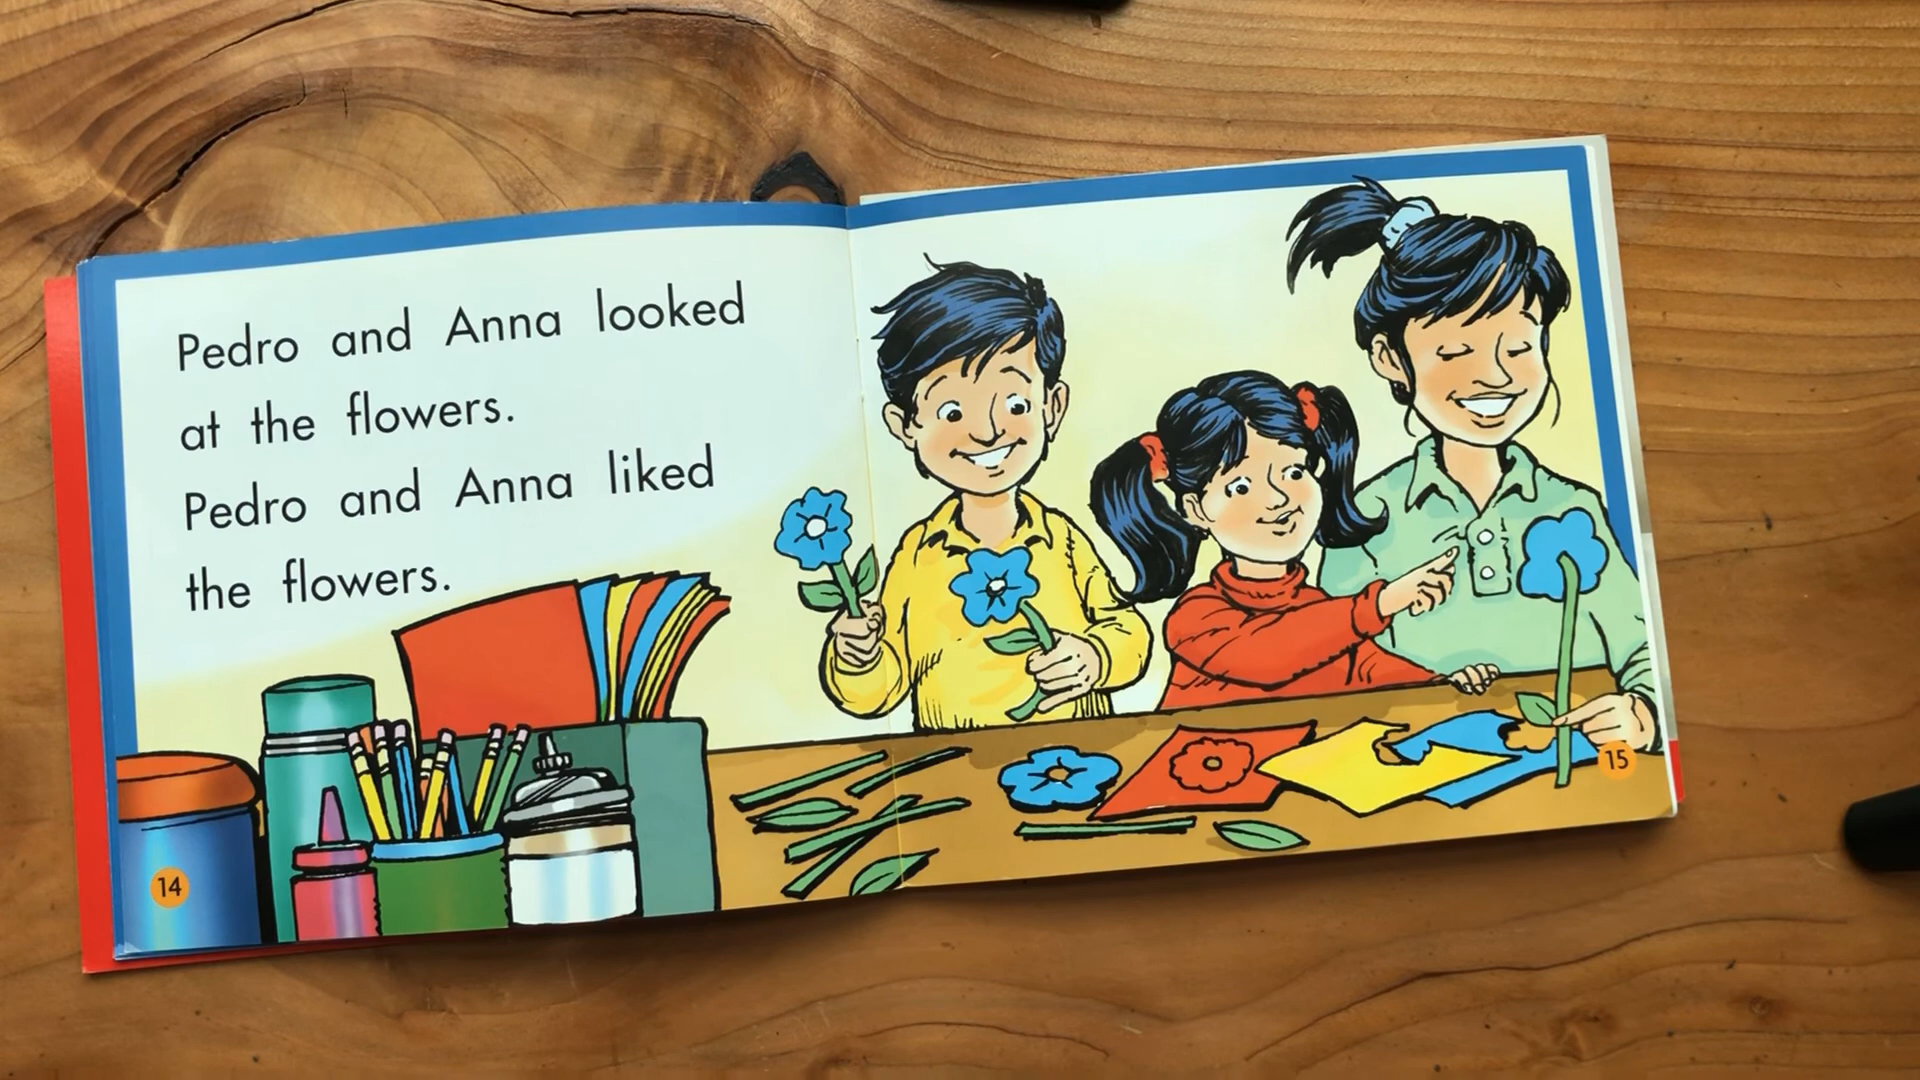 Pedro and Anna looked
at the flowers.
Pedro and Anna liked
the flowers.
14
15